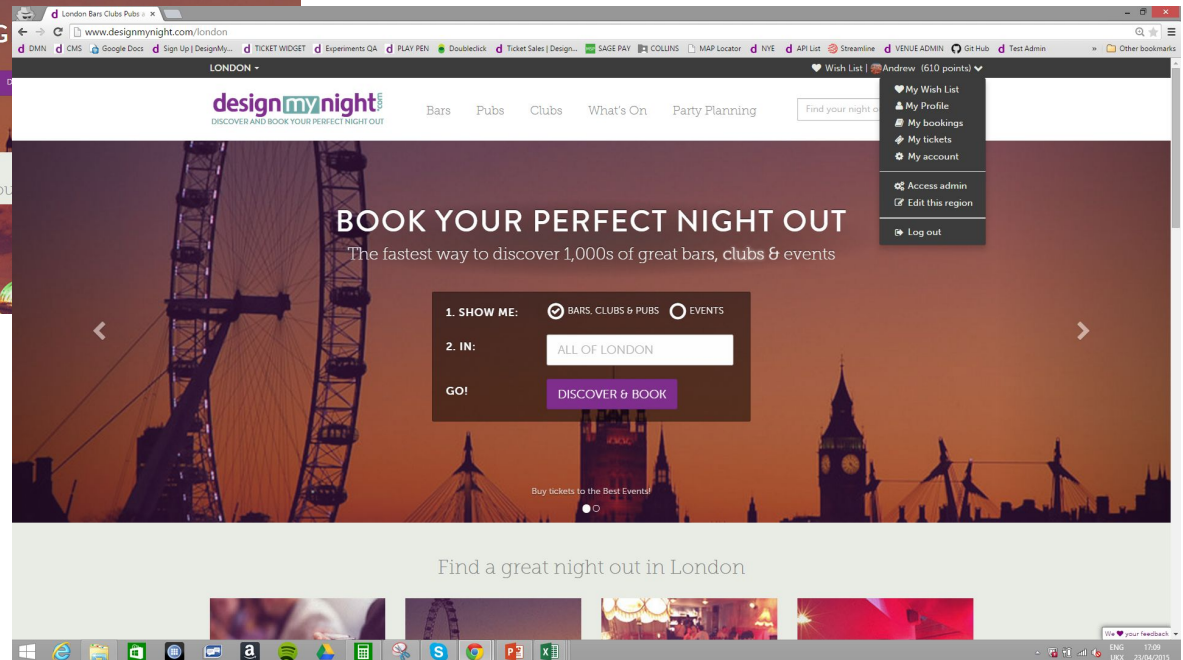 G
ou
d London Bars Clubs Pubs a
www.designmynight.com/london
DMN CMS Google Docs Sign Up | DesignMy... TICKET WIDGET Experiments QA PLAY PEN Doubleclick Ticket Sales | Design... SAGE PAY COLLINS MAP Locator NYE API List Streamline VENUE ADMIN Git Hub Test Admin » Other bookmarks
LONDON
Wish List | Andrew (610 points)
My Wish List
My Profile
My bookings
My tickets
My account
Access admin
Edit this region
Log out
designmynight.com
DISCOVER AND BOOK YOUR PERFECT NIGHT OUT
Bars Pubs Clubs What's On Party Planning
Find your night o
BOOK YOUR PERFECT NIGHT OUT
The fastest way to discover 1,000s of great bars, clubs & events
1. SHOW ME: BARS, CLUBS & PUBS EVENTS
2. IN: ALL OF LONDON
GO! DISCOVER & BOOK
Buy tickets to the Best Events!
Find a great night out in London
We ♥ your feedback
ENG 17:09
UKX 23/04/2015